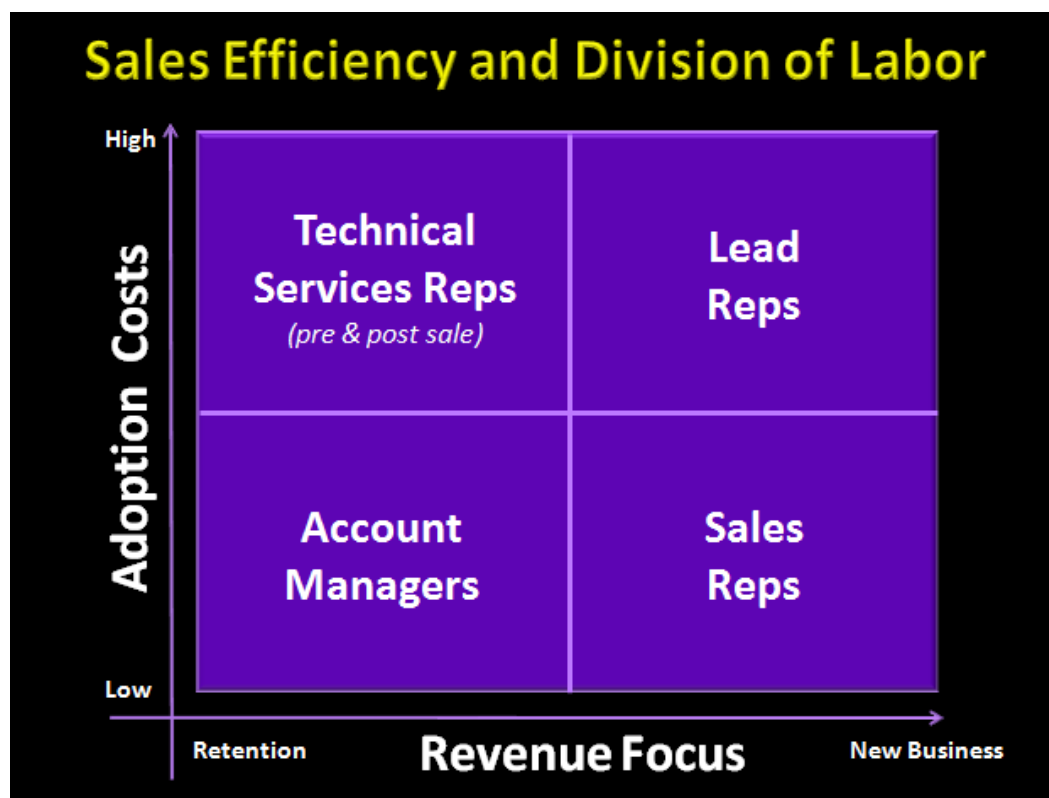 Sales Efficiency and Division of Labor
High
Technical
Services Reps
(pre & post sale)
Lead
Reps
Adoption Costs
Account
Managers
Sales
Reps
Low
Retention
Revenue Focus
New Business